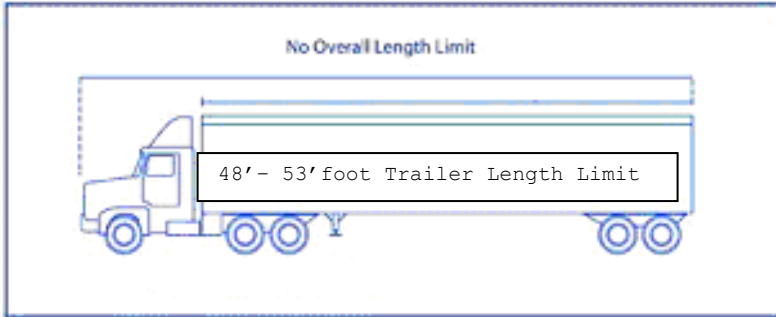 No Overall Length Limit
48’– 53’foot Trailer Length Limit